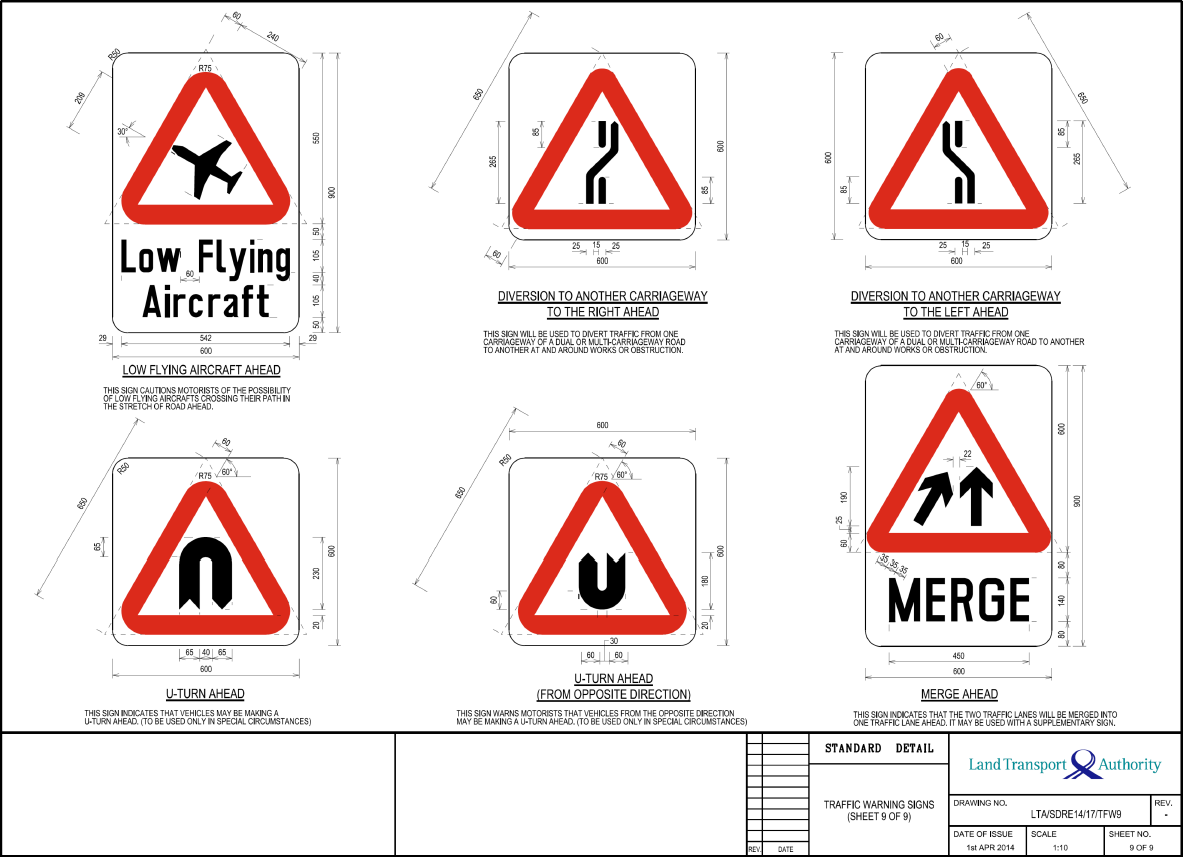 60
240
R50
R75
209
30°
550
900
Low Flying
60
Aircraft
50
105
40
105
50
29
542
29
600
LOW FLYING AIRCRAFT AHEAD
THIS SIGN CAUTIONS MOTORISTS OF THE POSSIBILITY
OF LOW FLYING AIRCRAFTS CROSSING THEIR PATH IN
THE STRETCH OF ROAD AHEAD.
650
85
265
600
85
60
25
15
25
600
DIVERSION TO ANOTHER CARRIAGEWAY
TO THE RIGHT AHEAD
THIS SIGN WILL BE USED TO DIVERT TRAFFIC FROM ONE
CARRIAGEWAY OF A DUAL OR MULTI-CARRIAGEWAY ROAD
TO ANOTHER AT AND AROUND WORKS OR OBSTRUCTION.
60
650
85
265
600
85
25
15
25
600
DIVERSION TO ANOTHER CARRIAGEWAY
TO THE LEFT AHEAD
THIS SIGN WILL BE USED TO DIVERT TRAFFIC FROM ONE
CARRIAGEWAY OF A DUAL OR MULTI-CARRIAGEWAY ROAD TO ANOTHER
AT AND AROUND WORKS OR OBSTRUCTION.
60
R50
R75
60°
650
65
600
230
20
65
40
65
600
U-TURN AHEAD
THIS SIGN INDICATES THAT VEHICLES MAY BE MAKING A
U-TURN AHEAD. (TO BE USED ONLY IN SPECIAL CIRCUMSTANCES)
600
60
R50
R75
60°
650
600
180
60
20
30
60
60
U-TURN AHEAD
(FROM OPPOSITE DIRECTION)
THIS SIGN WARNS MOTORISTS THAT VEHICLES FROM THE OPPOSITE DIRECTION
MAY BE MAKING A U-TURN AHEAD. (TO BE USED ONLY IN SPECIAL CIRCUMSTANCES)
60°
600
22
190
900
25
60
35 35 35
80
MERGE
140
80
450
600
MERGE AHEAD
THIS SIGN INDICATES THAT THE TWO TRAFFIC LANES WILL BE MERGED INTO
ONE TRAFFIC LANE AHEAD. IT MAY BE USED WITH A SUPPLEMENTARY SIGN.
REV. DATE
STANDARD DETAIL
TRAFFIC WARNING SIGNS
(SHEET 9 OF 9)
Land Transport Authority
DRAWING NO.
LTA/SDRE14/17/TFW9
REV.
-
DATE OF ISSUE
1st APR 2014
SCALE
1:10
SHEET NO.
9 OF 9